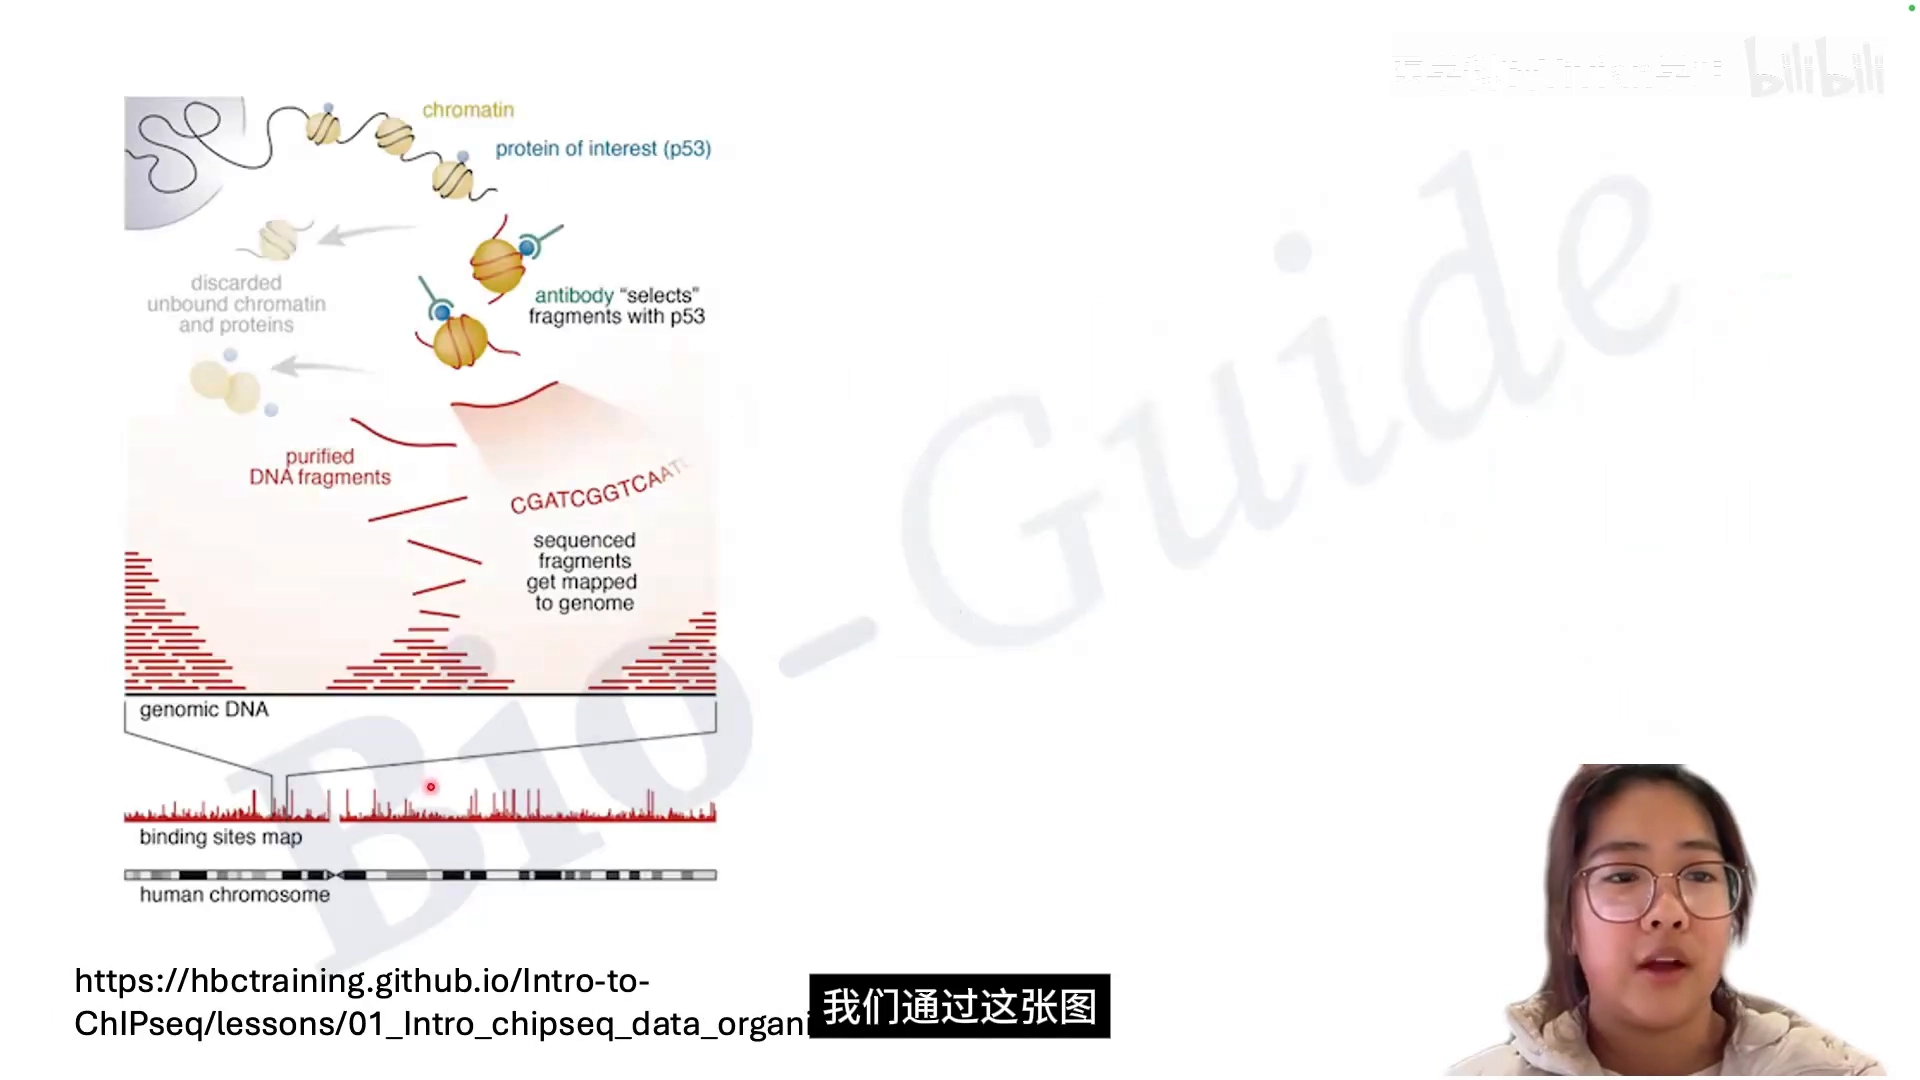 bilibili
chromatin
protein of interest (p53)
discarded
unbound chromatin
and proteins
antibody “selects”
fragments with p53
purified
DNA fragments
CGATCGGTCAAT
sequenced
fragments
get mapped
to genome
genomic DNA
binding sites map
human chromosome
Bio-Guide
https://hbctraining.github.io/Intro-to-
ChIPseq/lessons/01_Intro_chipseq_data_organi
我们通过这张图